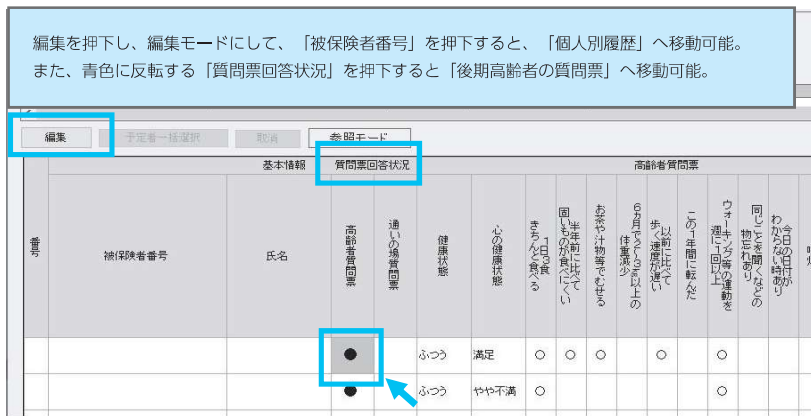 編集を押下し、編集モードにして、「被保険者番号」を押下すると、「個人別履歴」へ移動可能。
また、青色に反転する「質問票回答状況」を押下すると「後期高齢者の質問票」へ移動可能。
編集 予定者一括選択 取消 参照モード
基本情報 質問票回答状況 高齢者質問票
番号
被保険者番号
氏名
高齢者質問票
通いの場質問票
健康状態
心の健康状態
1日3食
きちんと食べる
半年前に比べて
固いものが食べにくい
お茶や汁物等でむせる
6カ月で2~3kg以上の
体重減少
以前に比べて
歩く速度が遅い
この1年間に転んだ
ウォーキング等の運動を
週に1回以上
同じことを聞くなどの
物忘れあり
今日の日付が
わからない時あり
● ふつう 満足 ○ ○ ○ ○ ○
● ふつう やや不満 ○ ○